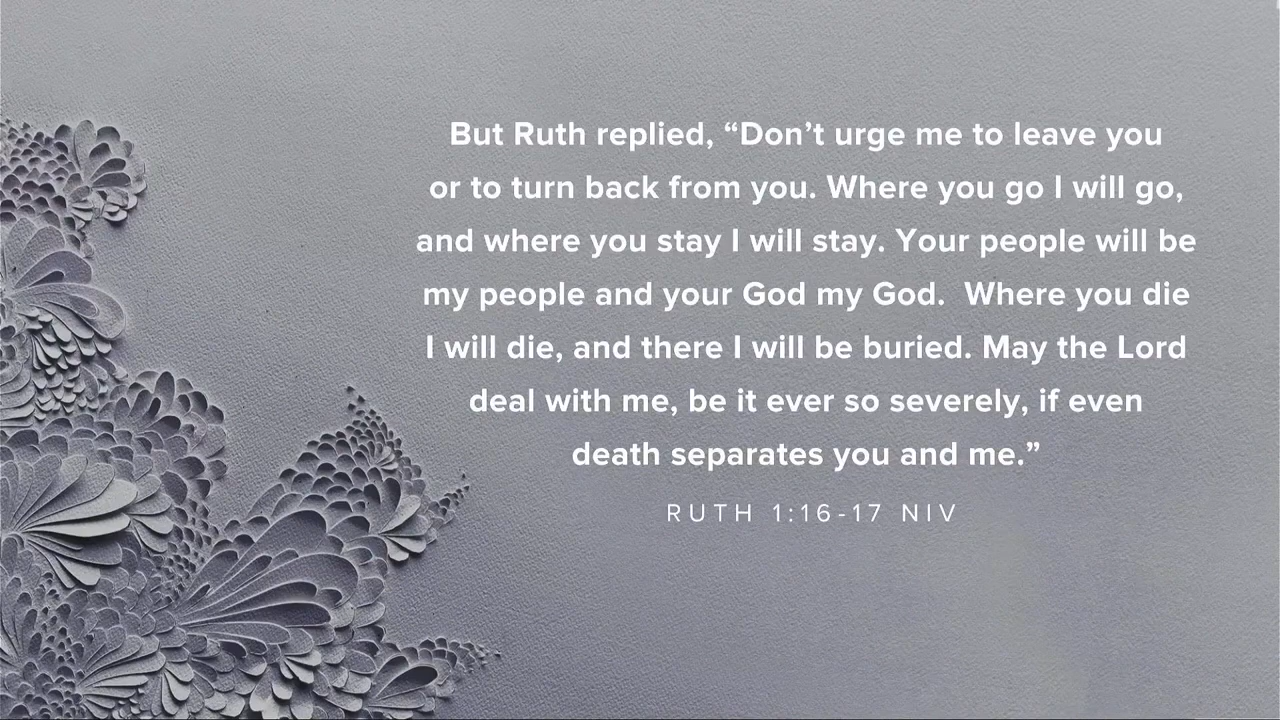 But Ruth replied, “Don’t urge me to leave you
or to turn back from you. Where you go I will go,
and where you stay I will stay. Your people will be
my people and your God my God.  Where you die
I will die, and there I will be buried. May the Lord
deal with me, be it ever so severely, if even
death separates you and me.”
RUTH 1:16-17 NIV